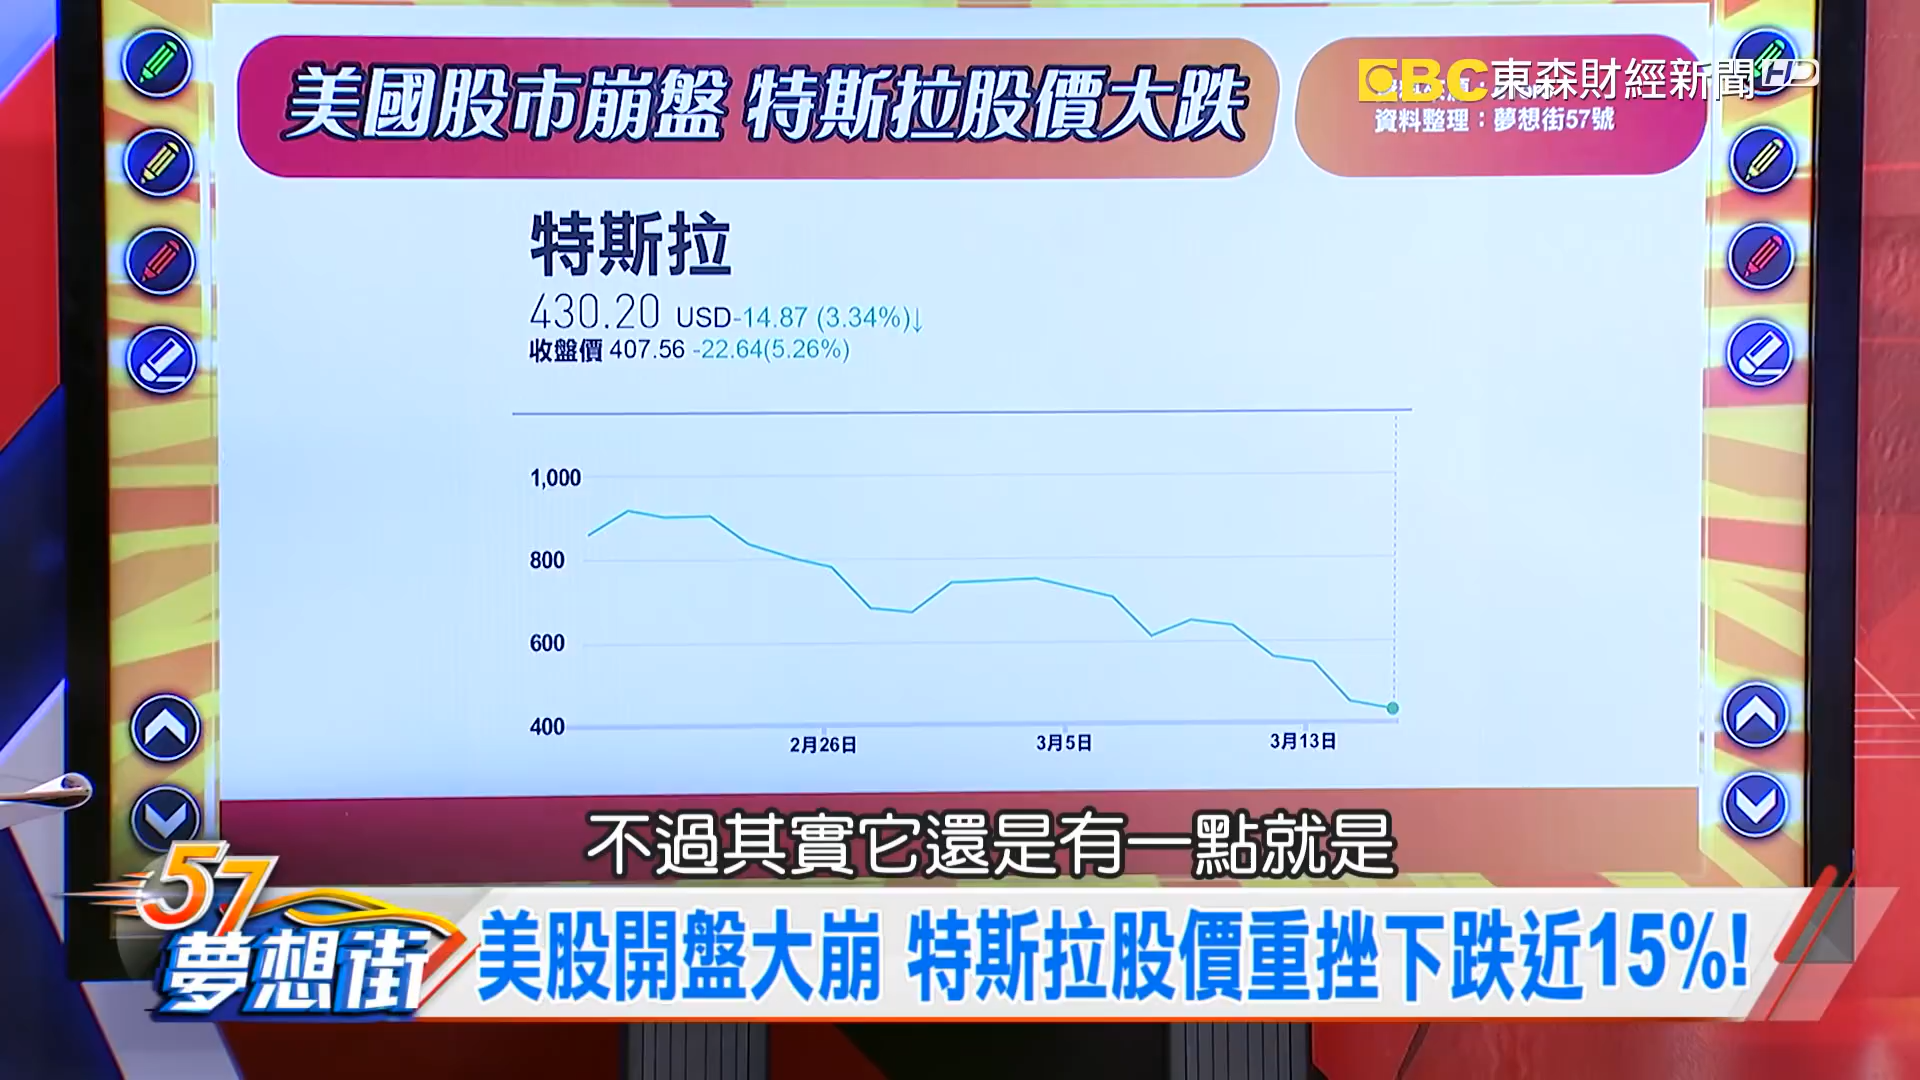 美國股市崩盤 特斯拉股價大跌
EBC 東森財經新聞 HD
資料整理：夢想街57號
特斯拉
430.20 USD-14.87 (3.34%)↓
收盤價 407.56 -22.64(5.26%)
1,000
800
600
400
2月26日
3月5日
3月13日
不過其實它還是有一點就是
57夢想街
美股開盤大崩 特斯拉股價重挫下跌近15%!